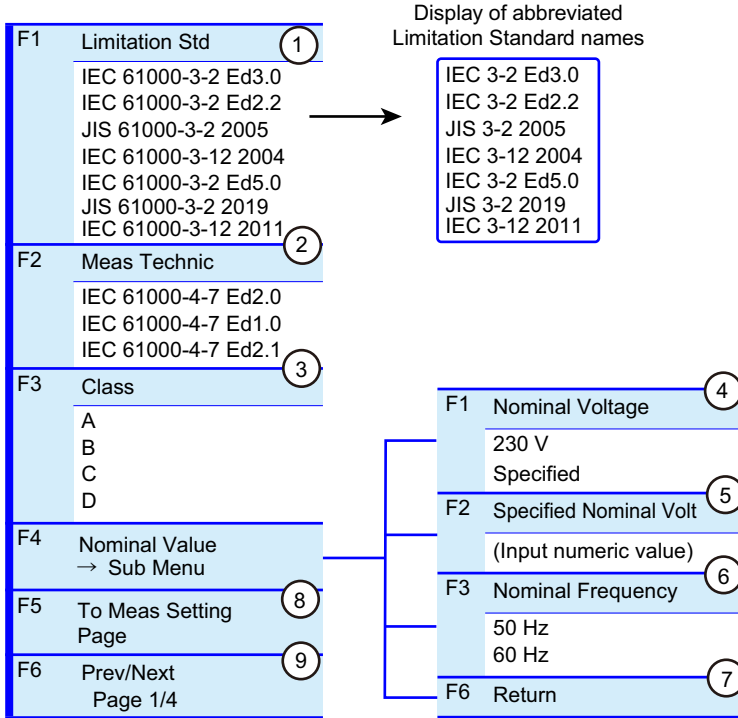 Display of abbreviated
Limitation Standard names
F1 Limitation Std 1
IEC 61000-3-2 Ed3.0
IEC 61000-3-2 Ed2.2
JIS 61000-3-2 2005
IEC 61000-3-12 2004
IEC 61000-3-2 Ed5.0
JIS 61000-3-2 2019
IEC 61000-3-12 2011
IEC 3-2 Ed3.0
IEC 3-2 Ed2.2
JIS 3-2 2005
IEC 3-12 2004
IEC 3-2 Ed5.0
JIS 3-2 2019
IEC 3-12 2011
F2 Meas Technic 2
IEC 61000-4-7 Ed2.0
IEC 61000-4-7 Ed1.0
IEC 61000-4-7 Ed2.1
F3 Class 3
A
B
C
D
F4 Nominal Value
→ Sub Menu
F1 Nominal Voltage 4
230 V
Specified
F2 Specified Nominal Volt 5
(Input numeric value)
F3 Nominal Frequency 6
50 Hz
60 Hz
F6 Return 7
F5 To Meas Setting 8
Page
F6 Prev/Next 9
Page 1/4